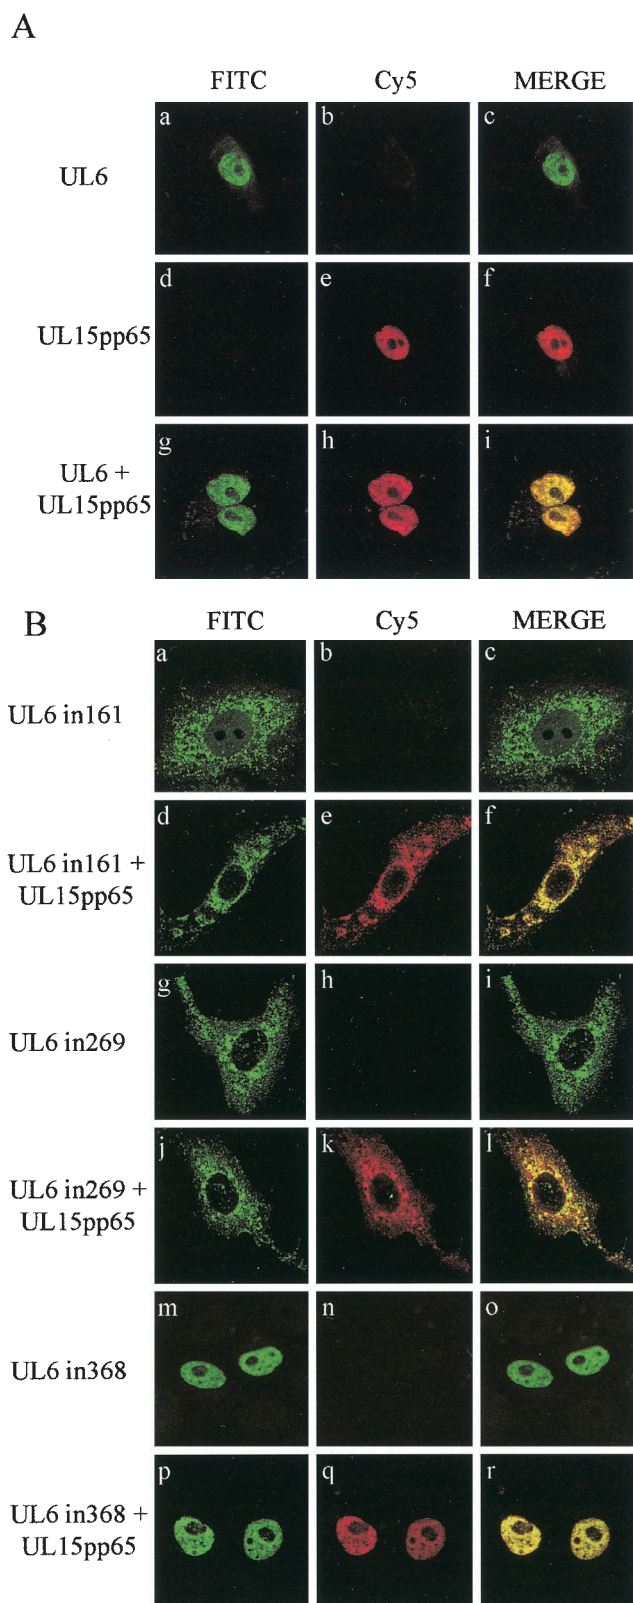 A
FITC Cy5 MERGE
a b c
UL6
d e f
UL15pp65
g h i
UL6 +
UL15pp65
B
FITC Cy5 MERGE
a b c
UL6 in161
d e f
UL6 in161 +
UL15pp65
g h i
UL6 in269
j k l
UL6 in269 +
UL15pp65
m n o
UL6 in368
p q r
UL6 in368 +
UL15pp65